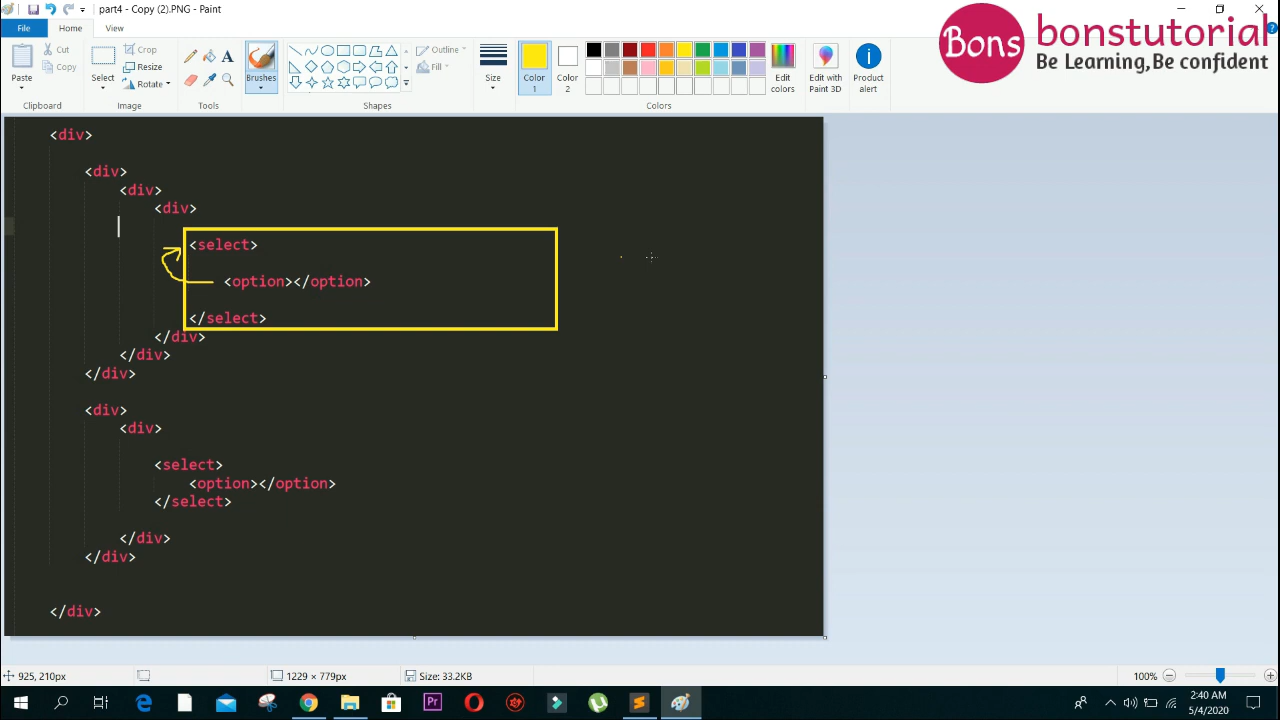 part4 - Copy (2).PNG - Paint
File Home View
Paste Cut Copy Clipboard
Select Crop Resize Rotate Image
Tools
Brushes
Outline Fill Shapes
Size
Color 1 Color 2 Edit colors Colors
Edit with Paint 3D
Product alert
Bons bonstutorial
Be Learning,Be confident
<div>
<div>
<div>
<div>
<select>
<option></option>
</select>
</div>
</div>
</div>
<div>
<div>
<select>
<option></option>
</select>
</div>
</div>
</div>
925, 210px 1229 × 779px Size: 33.2KB 100%
Pr
2:40 AM
5/4/2020